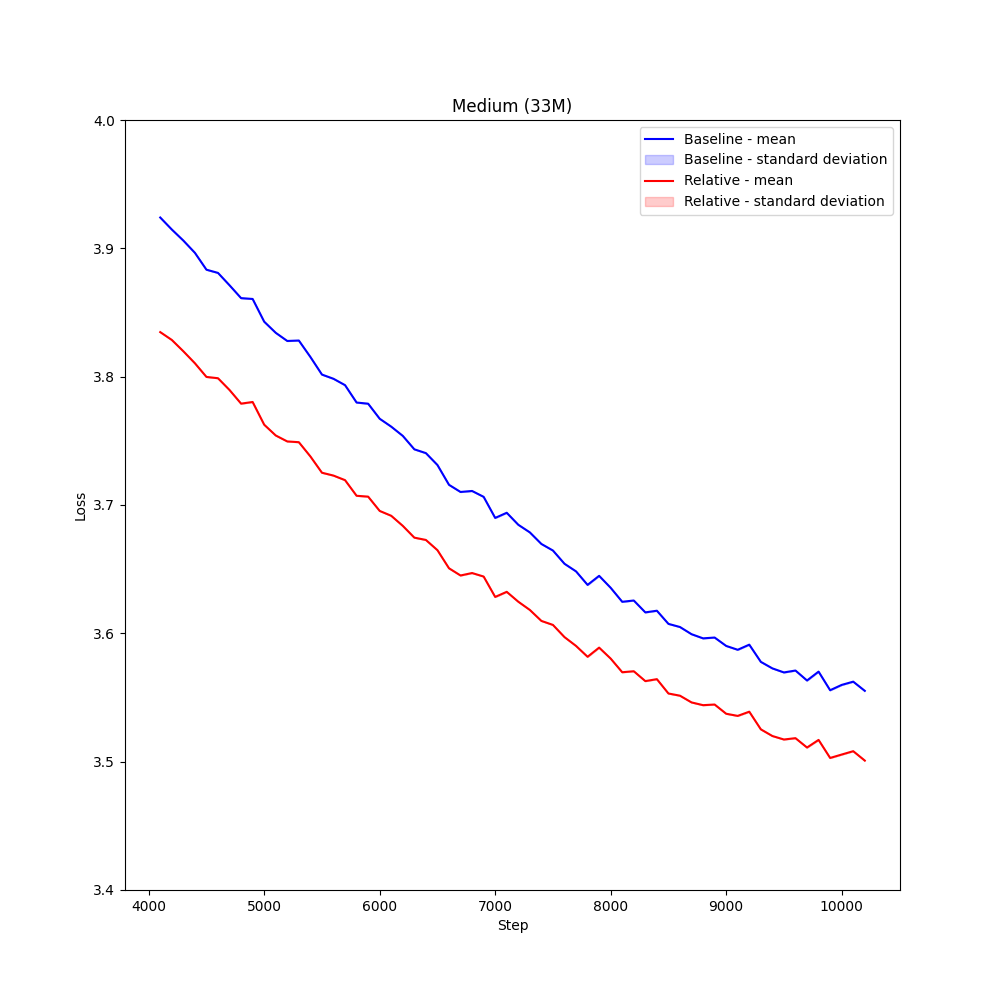 Medium (33M)
Baseline - mean
Baseline - standard deviation
Relative - mean
Relative - standard deviation
4.0
3.9
3.8
3.7
3.6
3.5
3.4
Loss
4000 5000 6000 7000 8000 9000 10000
Step